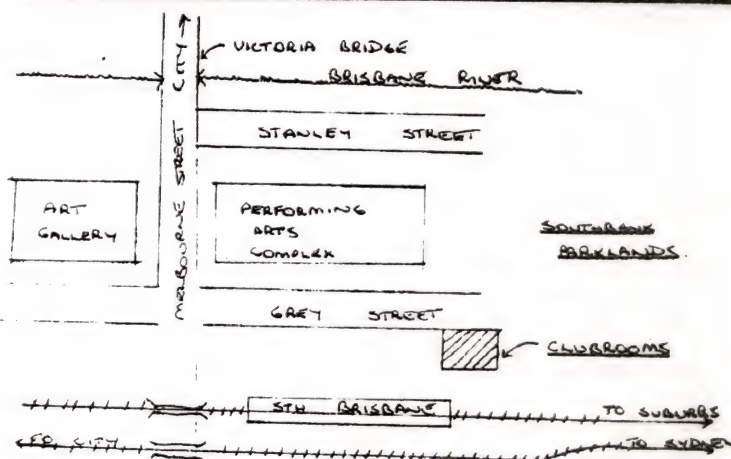 VICTORIA BRIDGE
BRISBANE RIVER
MELBOURNE STREET CITY
STANLEY STREET
ART
GALLERY
PERFORMING
ARTS
COMPLEX
SOUTHBANK
PARKLANDS.
GREY STREET
CLUBROOMS
STH BRISBANE
TO SUBURBS
CITY
TO SYDNEY